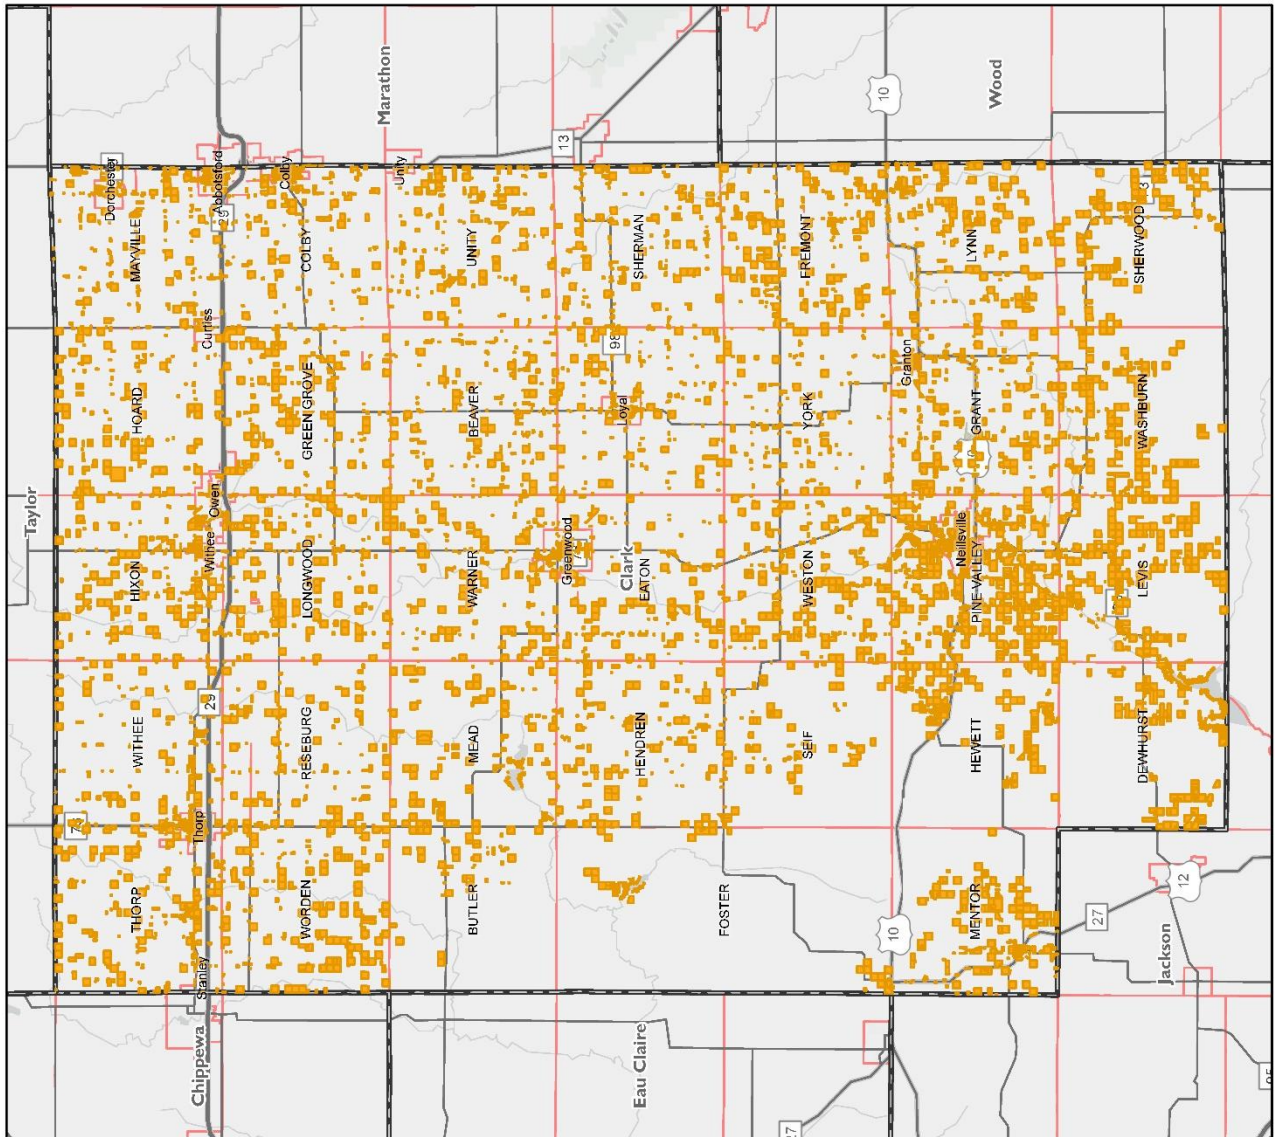 Taylor
Dorchester
THORP
WITHEE
HIXON
HOARD
MAYVILLE
Chippewa
Stanley
Thorp
29
Withee
Owen
Curtiss
Abbotsford
29
Colby
WORDEN
RESEBURG
LONGWOOD
GREEN GROVE
COLBY
Marathon
Unity
BUTLER
MEAD
WARNER
BEAVER
UNITY
Greenwood
13
Clark
Loyal
98
Eau Claire
HENDREN
EATON
SHERMAN
FOSTER
SEIF
WESTON
YORK
FREMONT
10
10
Granton
Neillsville
MENTOR
HEWETT
PINE VALLEY
GRANT
LYNN
Wood
27
DEWHURST
LEVIS
WASHBURN
SHERWOOD
Jackson
12